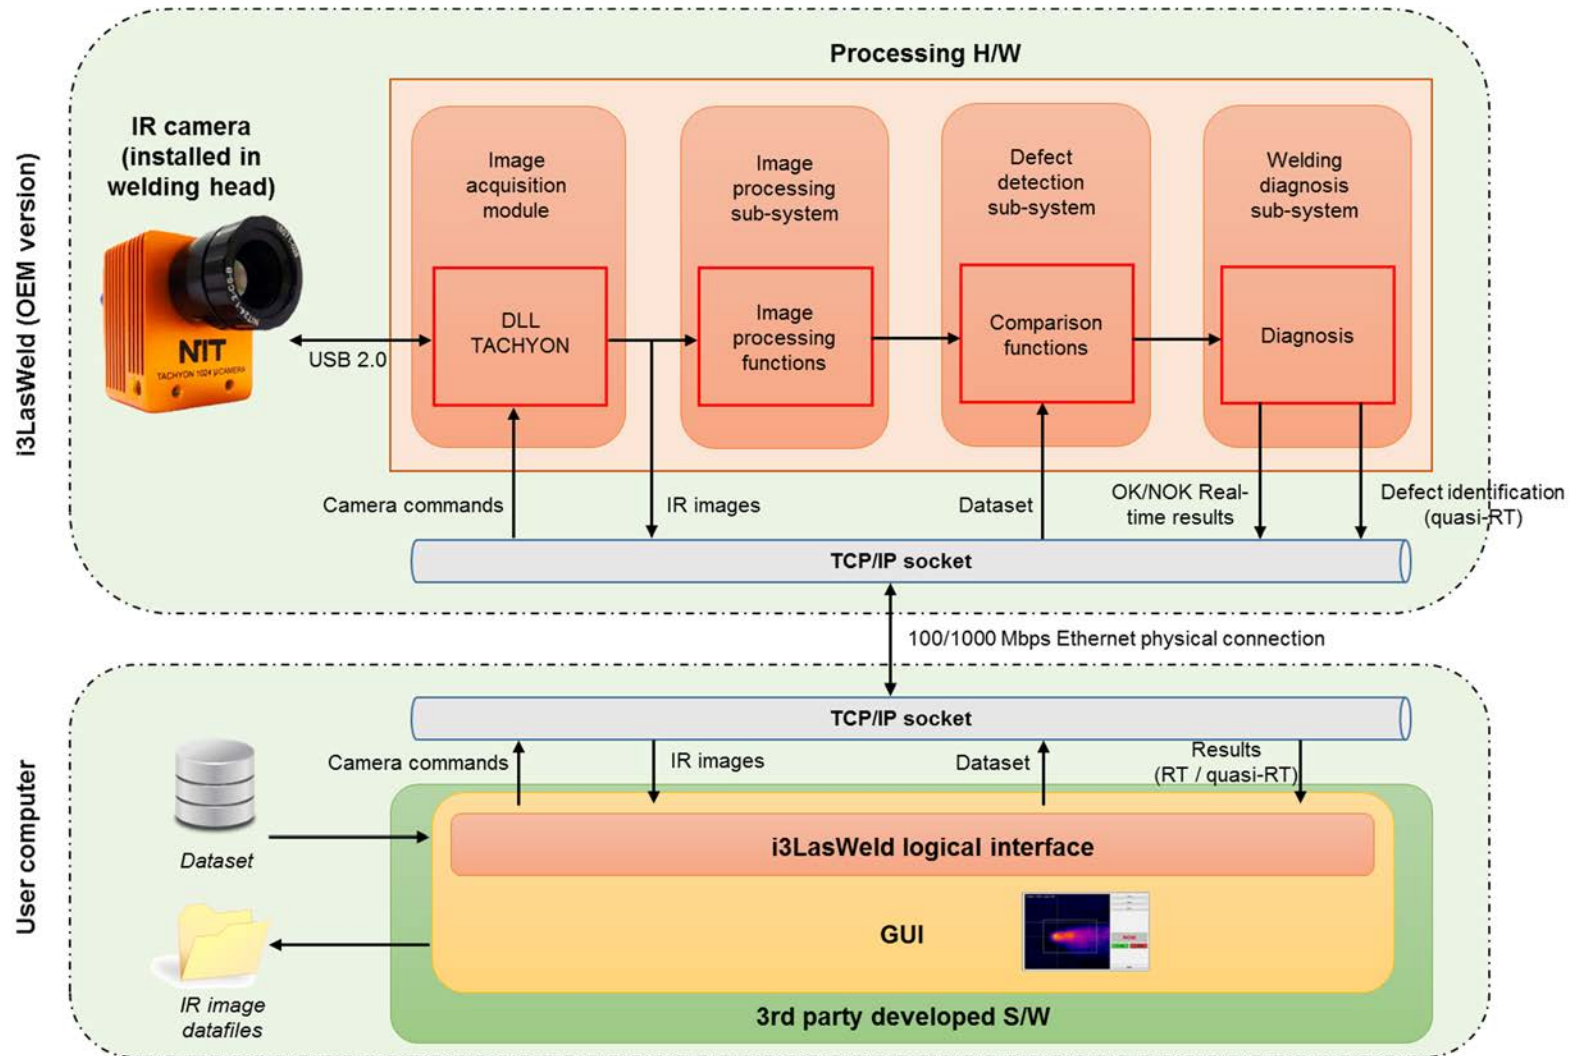 Processing H/W
i3LasWeld (OEM version)
IR camera
(installed in
welding head)
NIT
TACHYON 1024 µCAMERA
USB 2.0
Image
acquisition
module
DLL
TACHYON
Image
processing
sub-system
Image
processing
functions
Defect
detection
sub-system
Comparison
functions
Welding
diagnosis
sub-system
Diagnosis
Camera commands
IR images
Dataset
OK/NOK Real-
time results
Defect identification
(quasi-RT)
TCP/IP socket
100/1000 Mbps Ethernet physical connection
User computer
TCP/IP socket
Camera commands
IR images
Dataset
Results
(RT / quasi-RT)
Dataset
IR image
datafiles
i3LasWeld logical interface
GUI
3rd party developed S/W